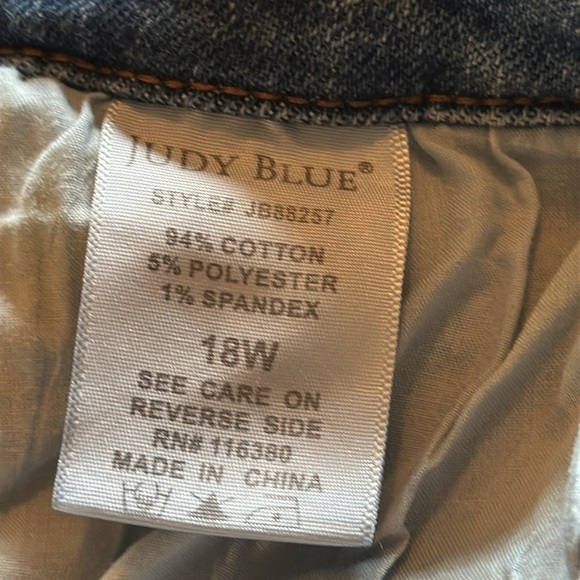 JUDY BLUE®
STYLE# JB88257
94% COTTON
5% POLYESTER
1% SPANDEX
18W
SEE CARE ON
REVERSE SIDE
RN# 116380
MADE IN CHINA